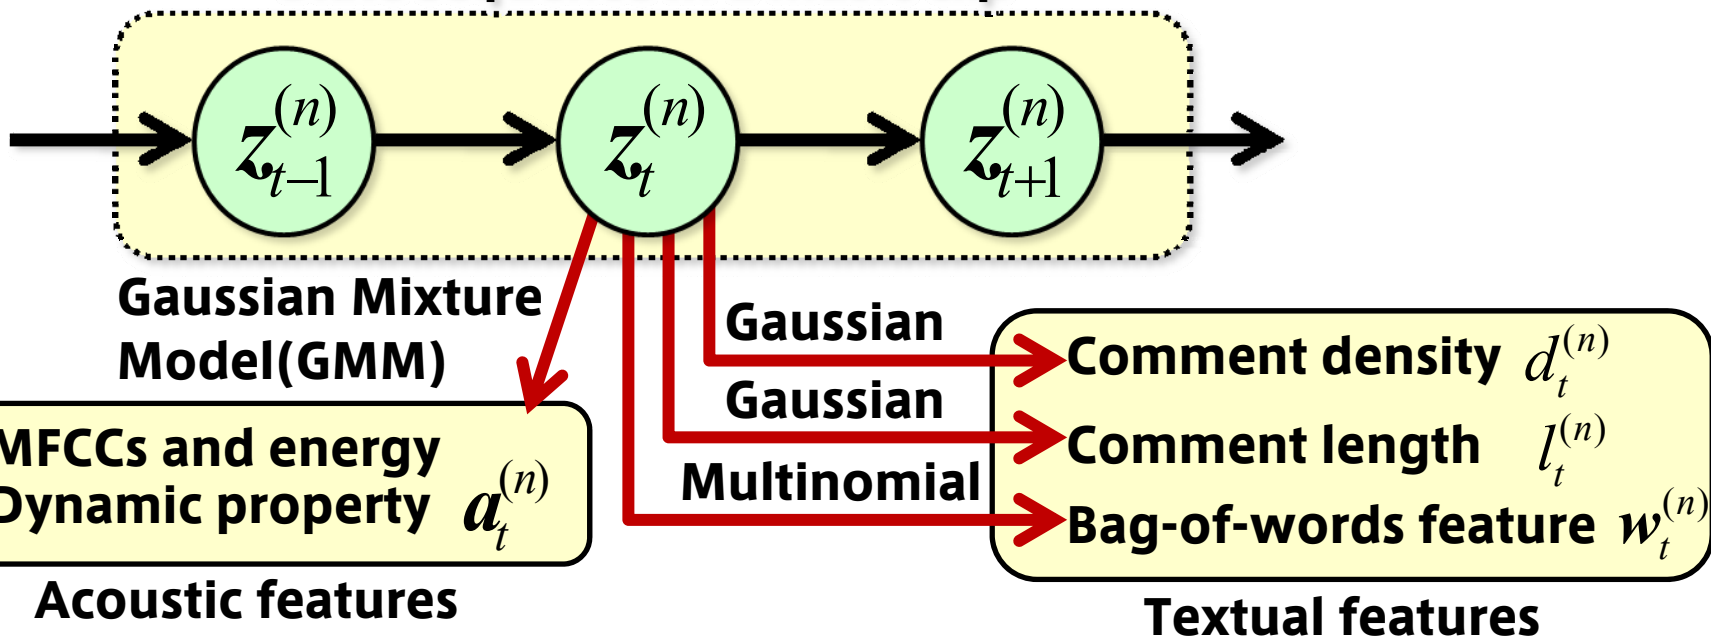 z_{t-1}^{(n)} z_t^{(n)} z_{t+1}^{(n)}
Gaussian Mixture
Model(GMM)
Gaussian
Comment density d_t^{(n)}
Gaussian
Comment length l_t^{(n)}
Multinomial
Bag-of-words feature w_t^{(n)}
MFCCs and energy
Dynamic property a_t^{(n)}
Acoustic features
Textual features